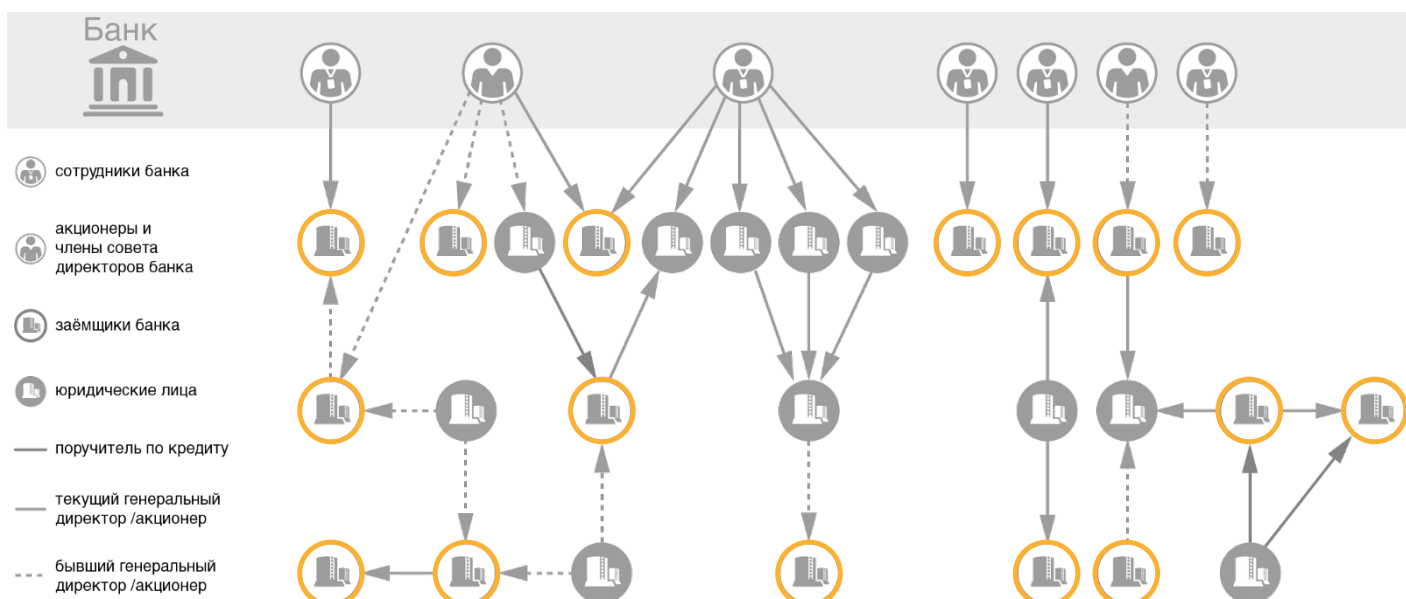 Банк
сотрудники банка
акционеры и
члены совета
директоров банка
заёмщики банка
юридические лица
поручитель по кредиту
текущий генеральный
директор /акционер
бывший генеральный
директор /акционер